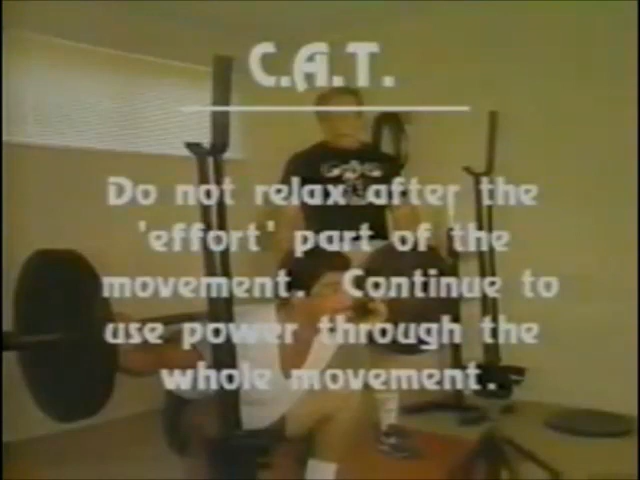 C.A.T.
Do not relax after the
'effort' part of the
movement. Continue to
use power through the
whole movement.